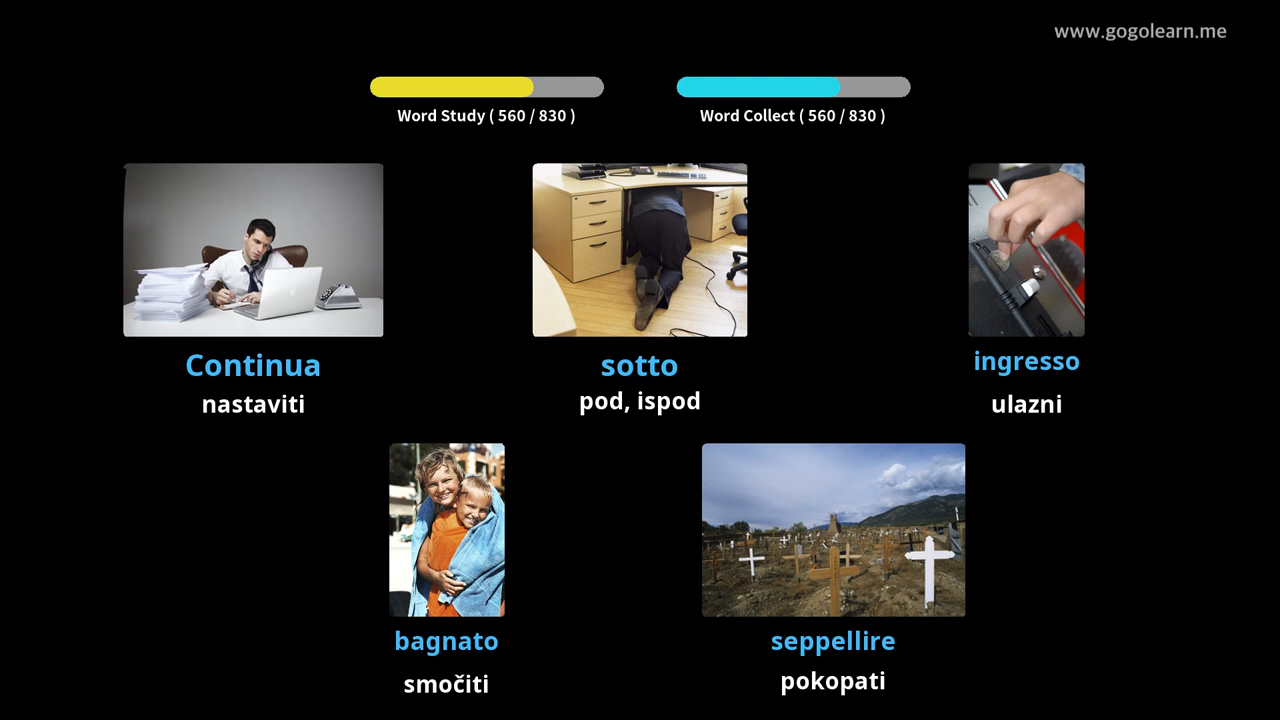 www.gogolearn.me
Word Study ( 560 / 830 )
Word Collect ( 560 / 830 )
Continua
nastaviti
sotto
pod, ispod
ingresso
ulazni
bagnato
smočiti
seppellire
pokopati